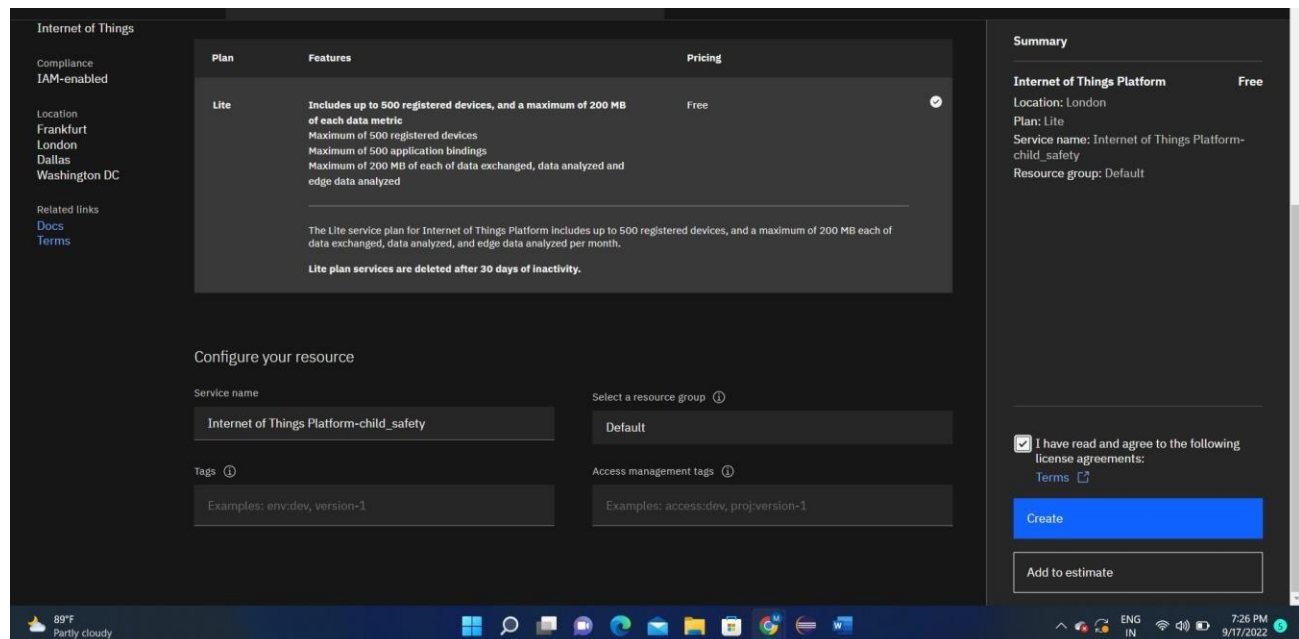 Internet of Things
Compliance
IAM-enabled
Location
Frankfurt
London
Dallas
Washington DC
Related links
Docs
Terms
Plan Features Pricing
Lite Includes up to 500 registered devices, and a maximum of 200 MB Free
of each data metric
Maximum of 500 registered devices
Maximum of 500 application bindings
Maximum of 200 MB of each of data exchanged, data analyzed and
edge data analyzed
The Lite service plan for Internet of Things Platform includes up to 500 registered devices, and a maximum of 200 MB each of
data exchanged, data analyzed, and edge data analyzed per month.
Lite plan services are deleted after 30 days of inactivity.
Configure your resource
Service name
Internet of Things Platform-child_safety
Select a resource group
Default
Tags
Examples: env:dev, version-1
Access management tags
Examples: access:dev, proj:version-1
Summary
Internet of Things Platform Free
Location: London
Plan: Lite
Service name: Internet of Things Platform-
child_safety
Resource group: Default
I have read and agree to the following
license agreements:
Terms
Create
Add to estimate
89°F
Partly cloudy
ENG
IN
7:26 PM
9/17/2022
5